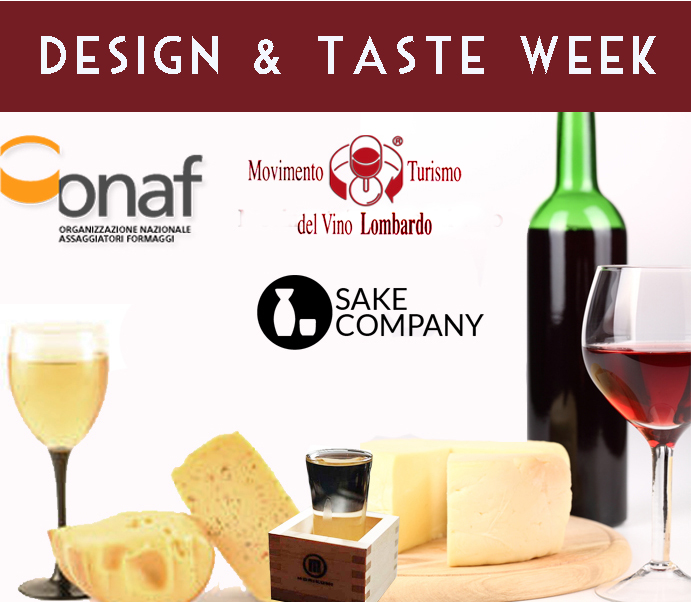 DESIGN & TASTE WEEK
onaf
ORGANIZZAZIONE NAZIONALE
ASSAGGIATORI FORMAGGI
Movimento Turismo ®
del Vino Lombardo
SAKE
COMPANY